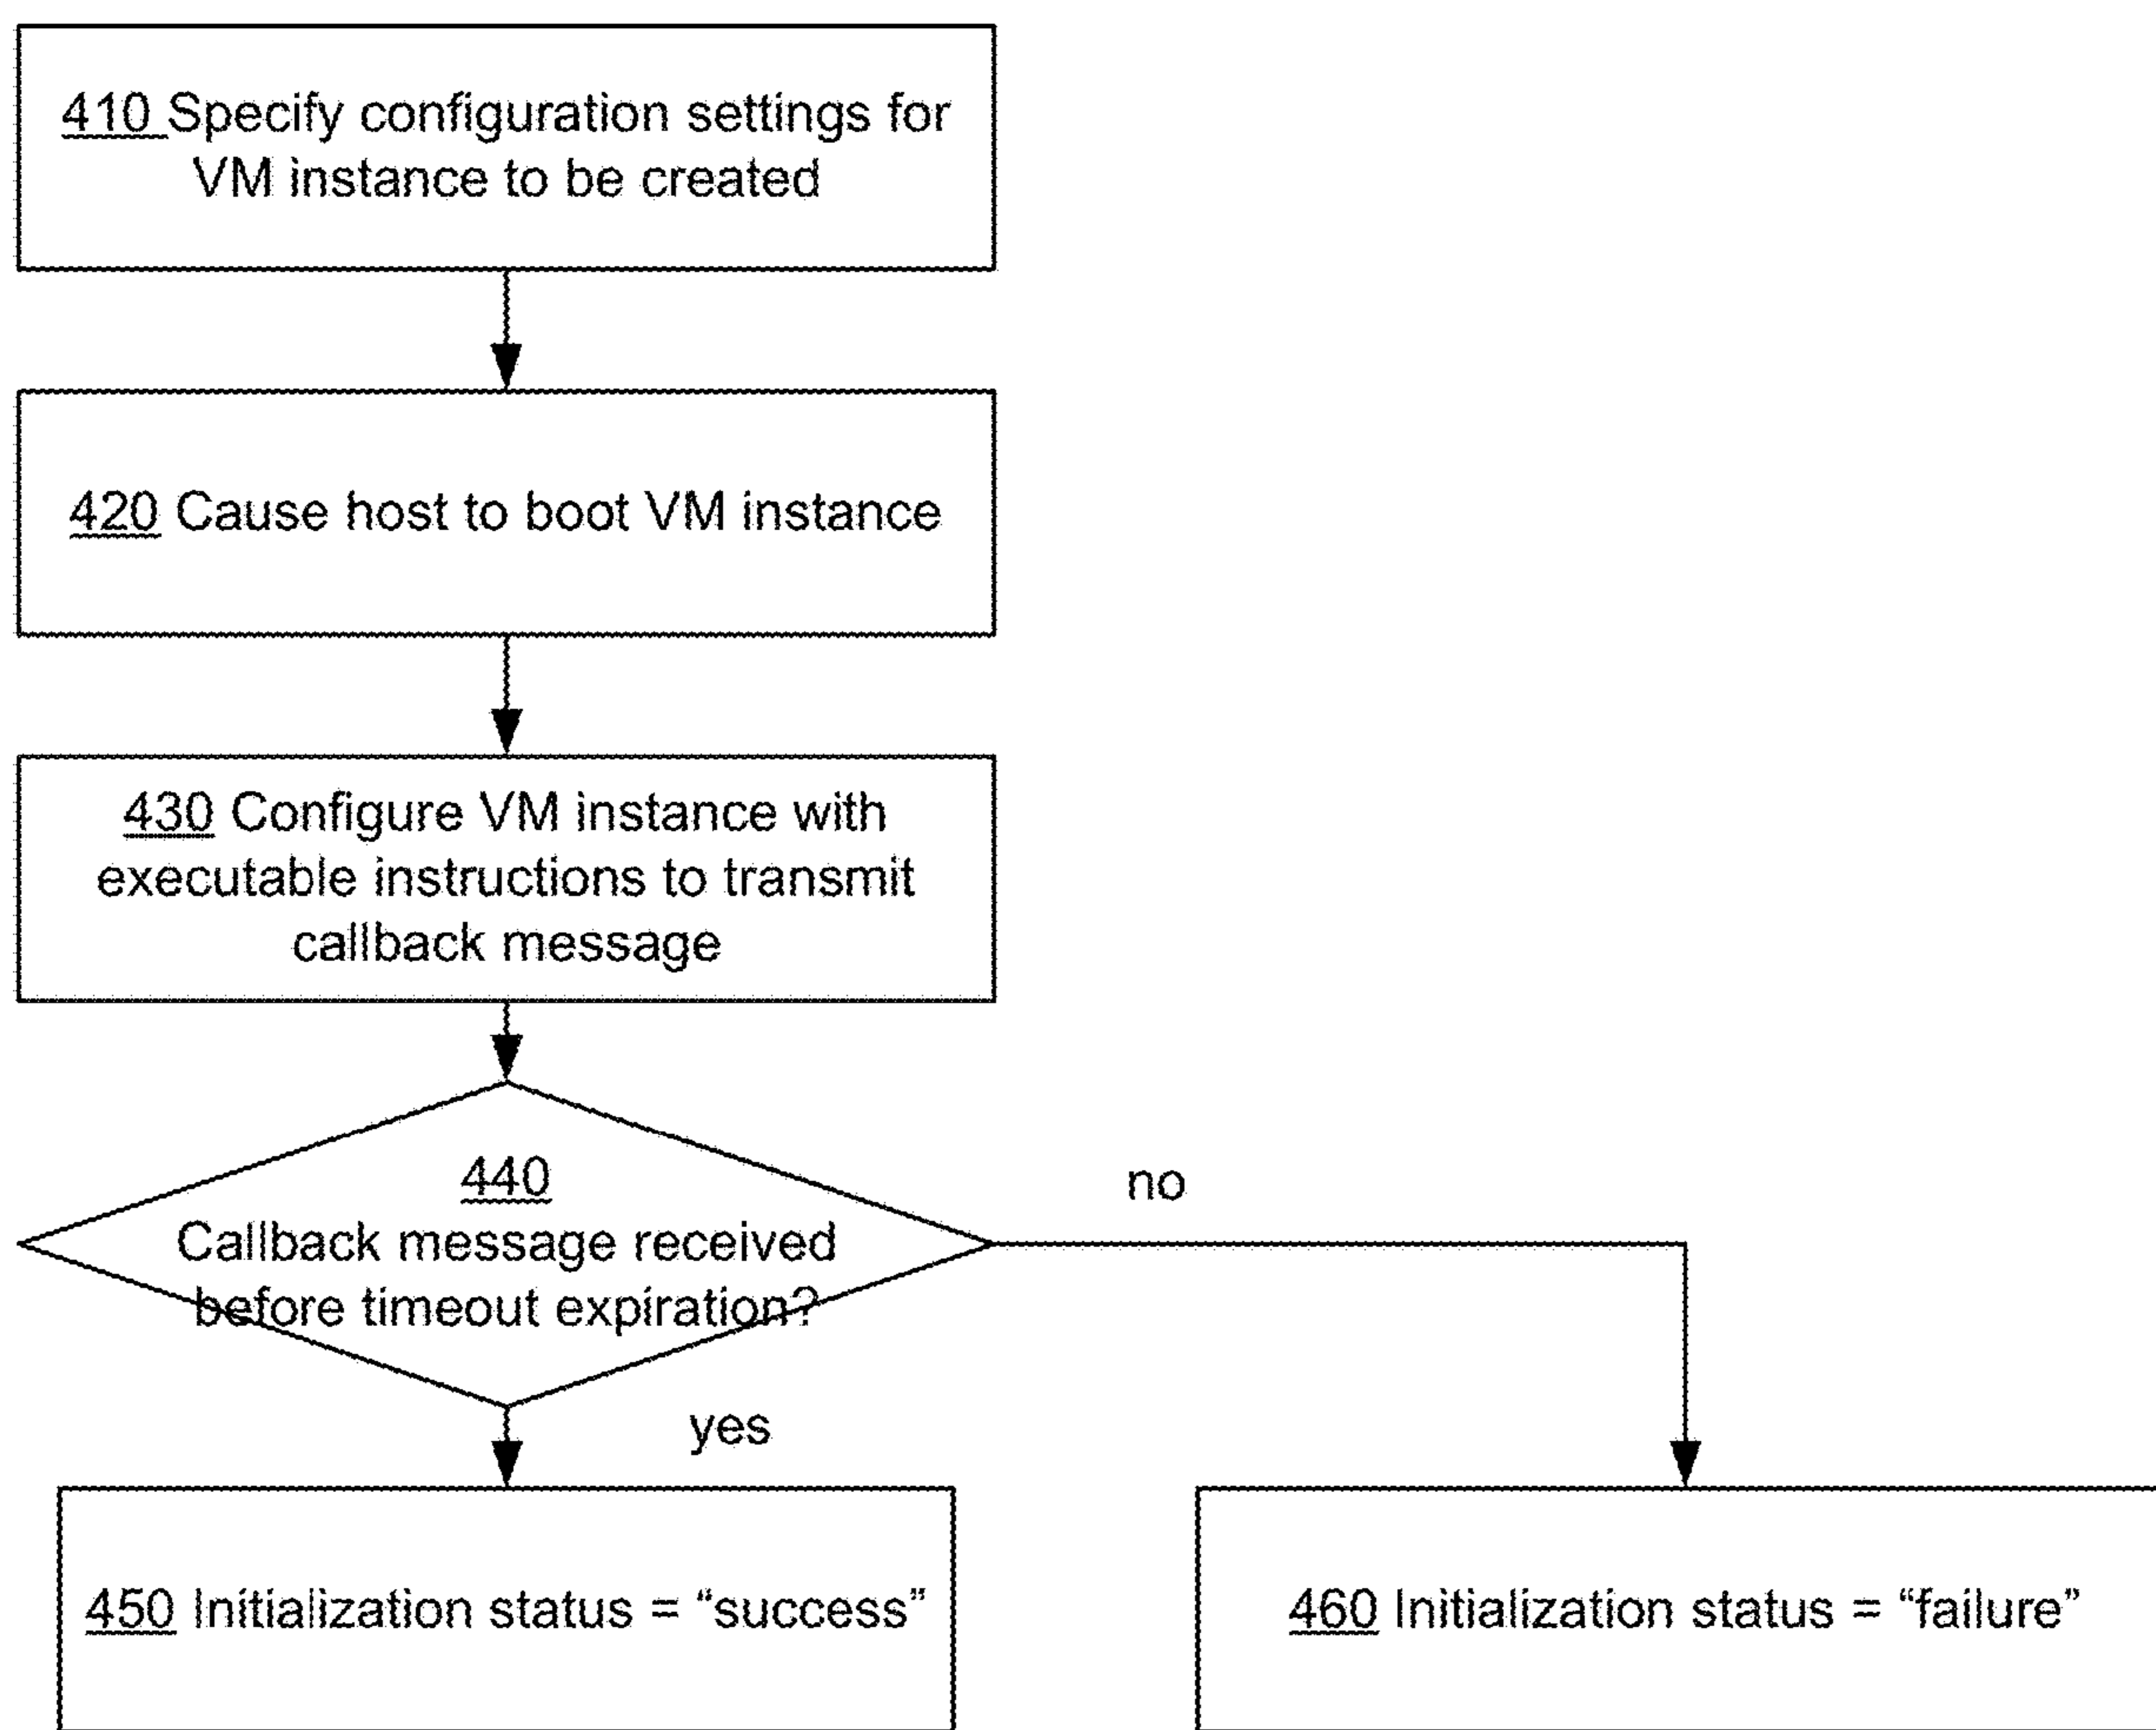 410 Specify configuration settings for
VM instance to be created
420 Cause host to boot VM instance
430 Configure VM instance with
executable instructions to transmit
callback message
440
Callback message received
before timeout expiration?
no
yes
450 Initialization status = “success”
460 Initialization status = “failure”